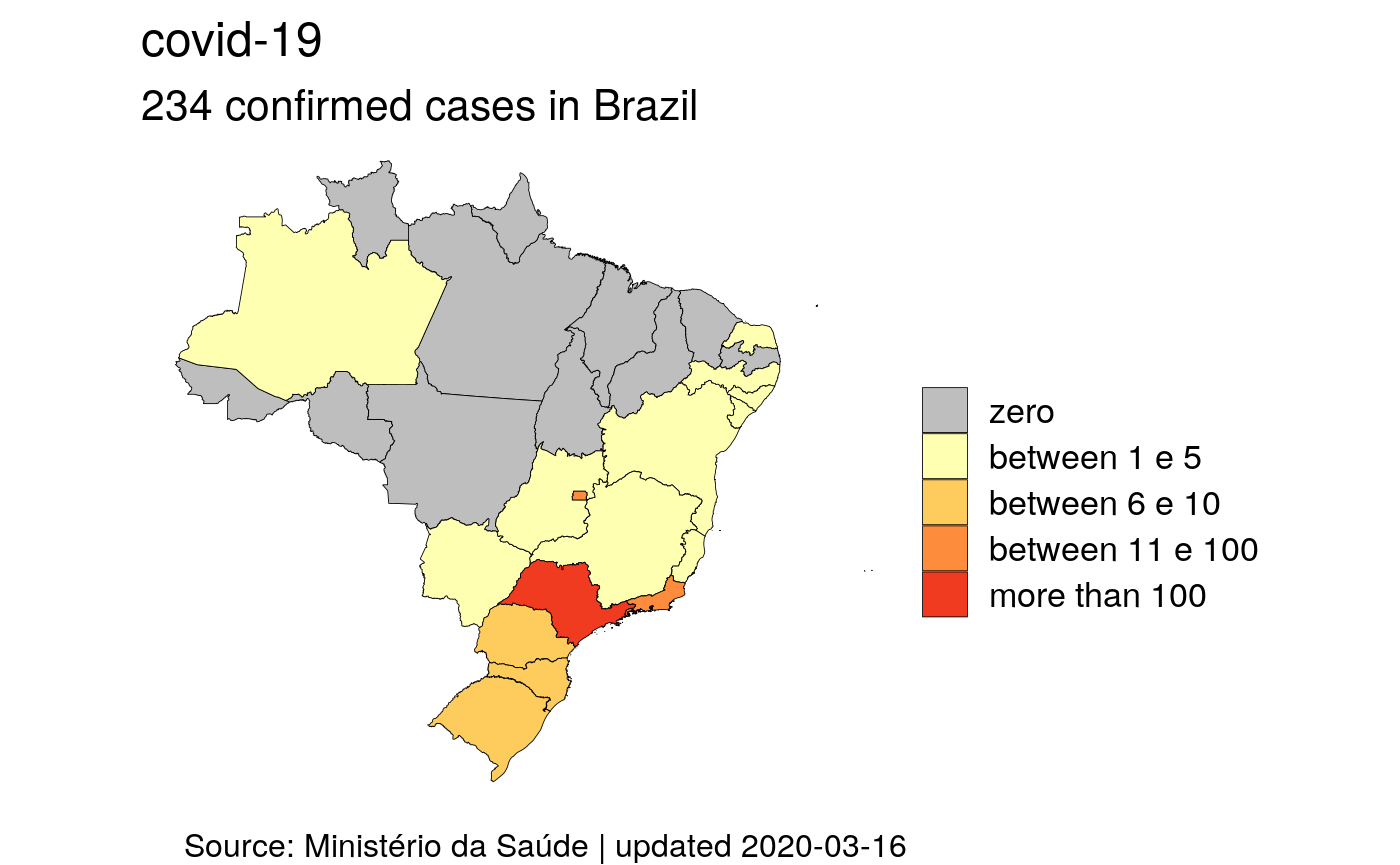 covid-19
234 confirmed cases in Brazil
zero
between 1 e 5
between 6 e 10
between 11 e 100
more than 100
Source: Ministério da Saúde | updated 2020-03-16